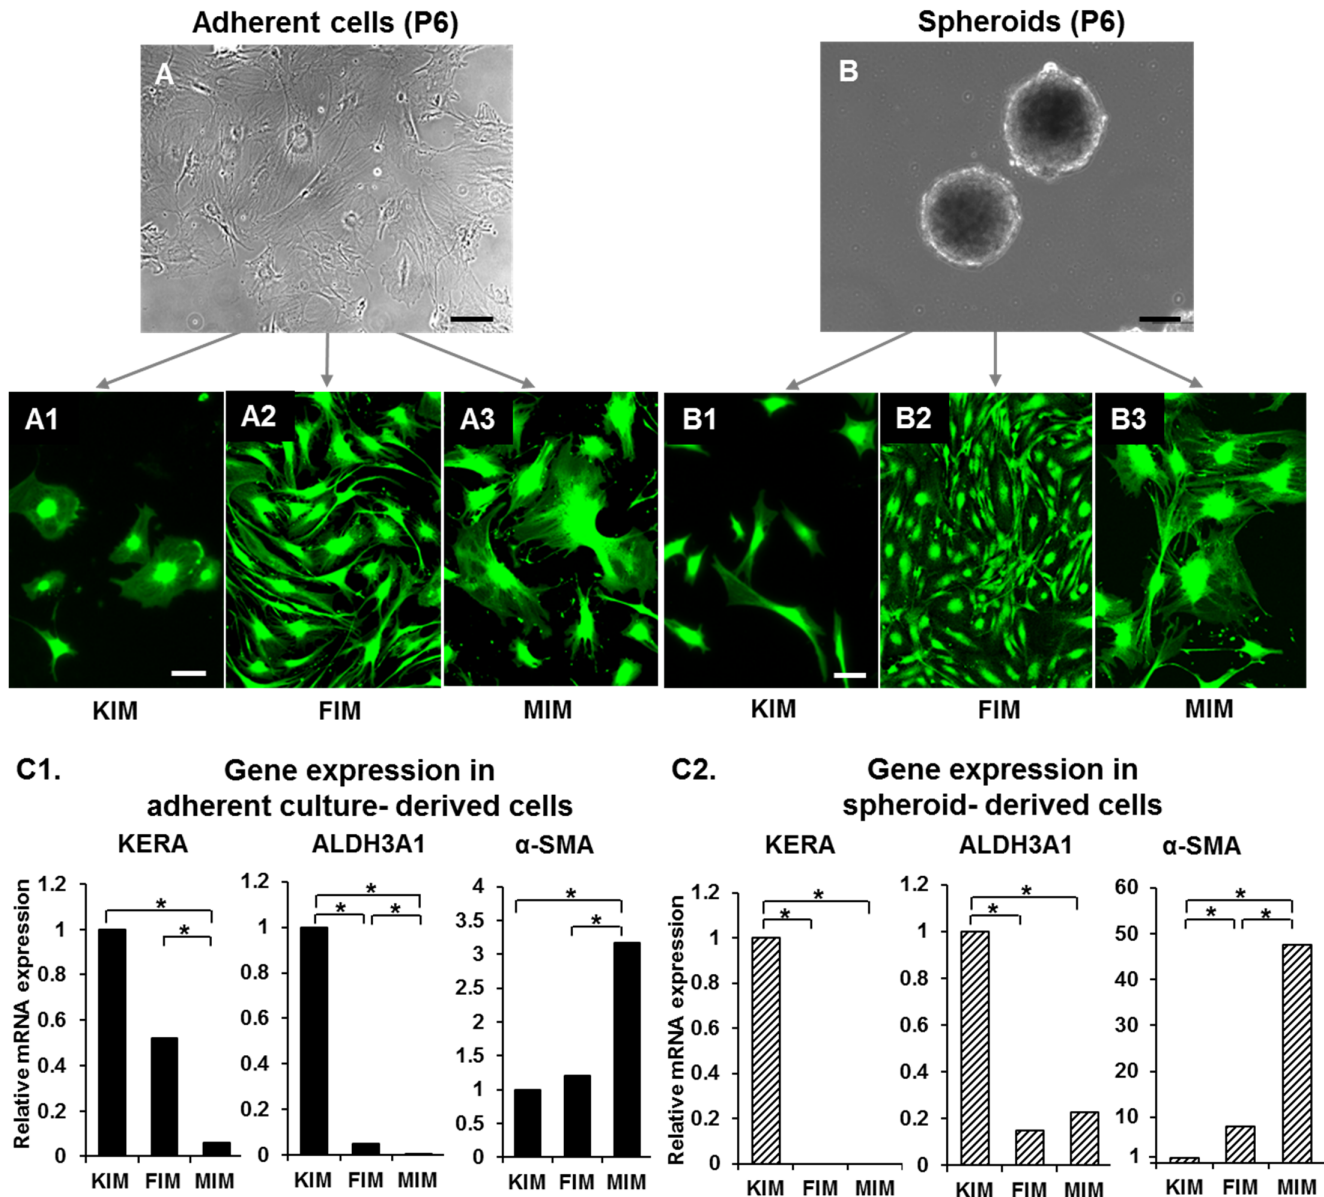 Adherent cells (P6)
Spheroids (P6)
A
B
A1
A2
A3
B1
B2
B3
KIM
FIM
MIM
KIM
FIM
MIM
C1.
Gene expression in
adherent culture- derived cells
C2.
Gene expression in
spheroid- derived cells
KERA
ALDH3A1
α-SMA
KERA
ALDH3A1
α-SMA
Relative mRNA expression
1.2
1
0.8
0.6
0.4
0.2
0
*
*
KIM FIM MIM
1.2
1
0.8
0.6
0.4
0.2
0
*
*
*
KIM FIM MIM
4
3.5
3
2.5
2
1.5
1
0.5
0
*
*
KIM FIM MIM
Relative mRNA expression
1.2
1
0.8
0.6
0.4
0.2
0
*
*
KIM FIM MIM
1.2
1
0.8
0.6
0.4
0.2
0
*
*
KIM FIM MIM
60
50
40
30
20
10
1
*
*
*
KIM FIM MIM